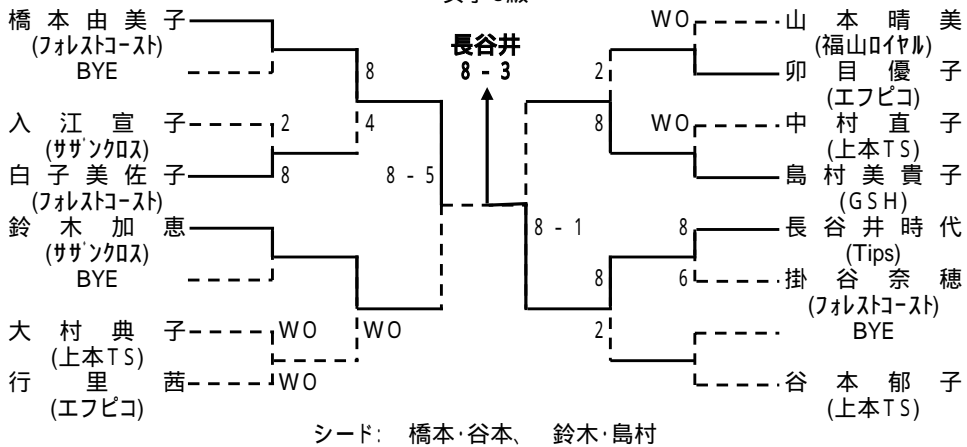 橋本由美子
(フォレストコースト)
BYE
入江宣子
(サザンクロス)
白子美佐子
(フォレストコースト)
鈴木加恵
(サザンクロス)
BYE
大村典子
(上本TS)
行里茜
(エフピコ)
8
2
4
8
8 - 5
WO
WO
WO
長谷井
8 - 3
8 - 1
2
8
8
2
WO
WO
8
6
山本晴美
(福山ロイヤル)
卯目優子
(エフピコ)
中村直子
(上本TS)
島村美貴子
(GSH)
長谷井時代
(Tips)
掛谷奈穂
(フォレストコースト)
BYE
谷本郁子
(上本TS)
シード: 橋本・谷本、 鈴木・島村